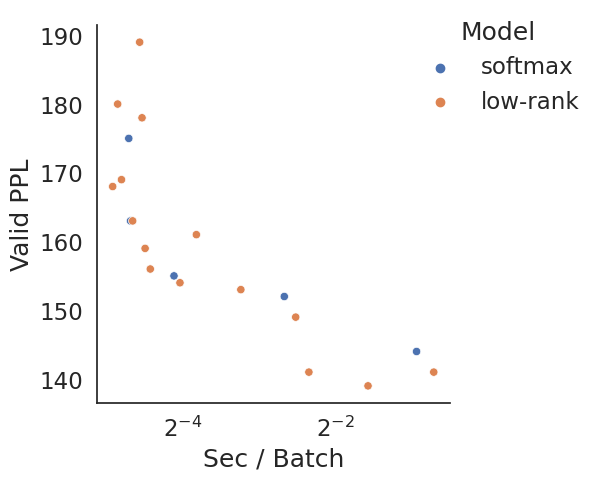 Model
softmax
low-rank
Valid PPL
190
180
170
160
150
140
2⁻⁴
2⁻²
Sec / Batch